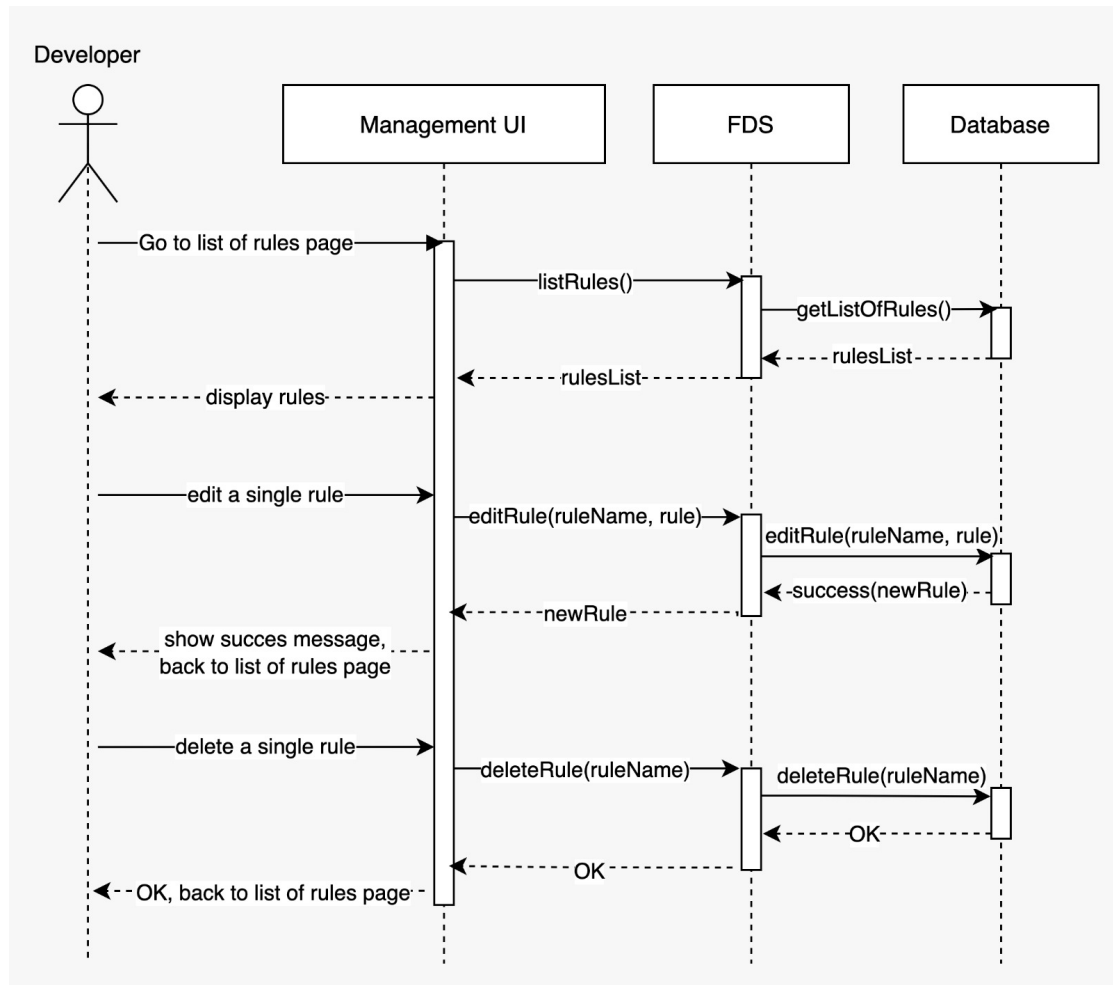 Developer
Management UI
FDS
Database
Go to list of rules page
listRules()
getListOfRules()
rulesList
rulesList
display rules
edit a single rule
editRule(ruleName, rule)
editRule(ruleName, rule)
success(newRule)
newRule
show succes message,
back to list of rules page
delete a single rule
deleteRule(ruleName)
deleteRule(ruleName)
OK
OK
OK, back to list of rules page